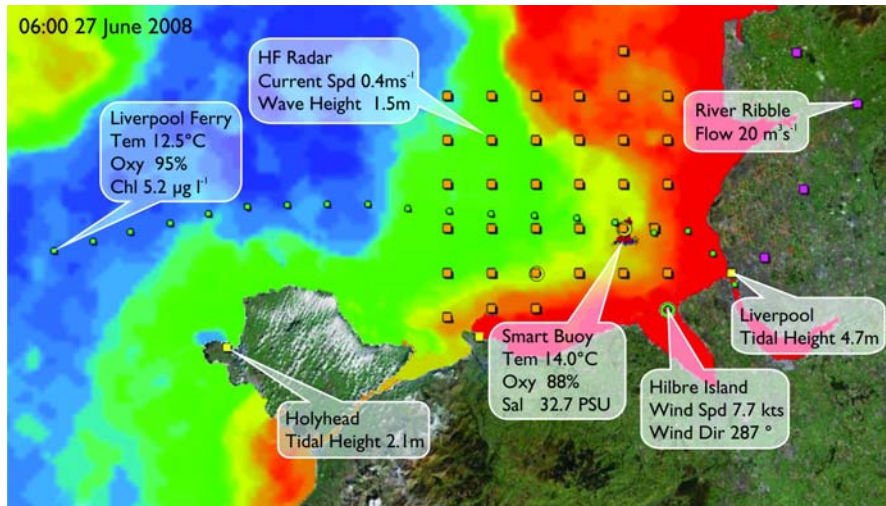 06:00 27 June 2008
HF Radar
Current Spd 0.4ms⁻¹
Wave Height 1.5m
Liverpool Ferry
Tem 12.5°C
Oxy 95%
Chl 5.2 µg l⁻¹
River Ribble
Flow 20 m³s⁻¹
Liverpool
Tidal Height 4.7m
Smart Buoy
Tem 14.0°C
Oxy 88%
Sal 32.7 PSU
Hilbre Island
Wind Spd 7.7 kts
Wind Dir 287 °
Holyhead
Tidal Height 2.1m